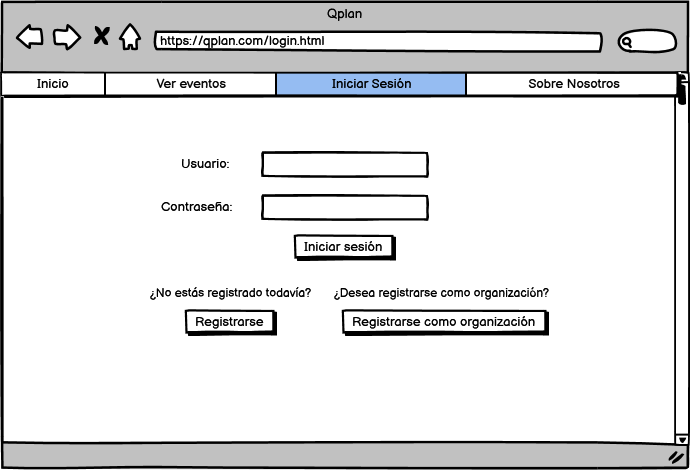 Qplan
https://qplan.com/login.html
Inicio Ver eventos Iniciar Sesión Sobre Nosotros
Usuario:
Contraseña:
Iniciar sesión
¿No estás registrado todavía? ¿Desea registrarse como organización?
Registrarse Registrarse como organización